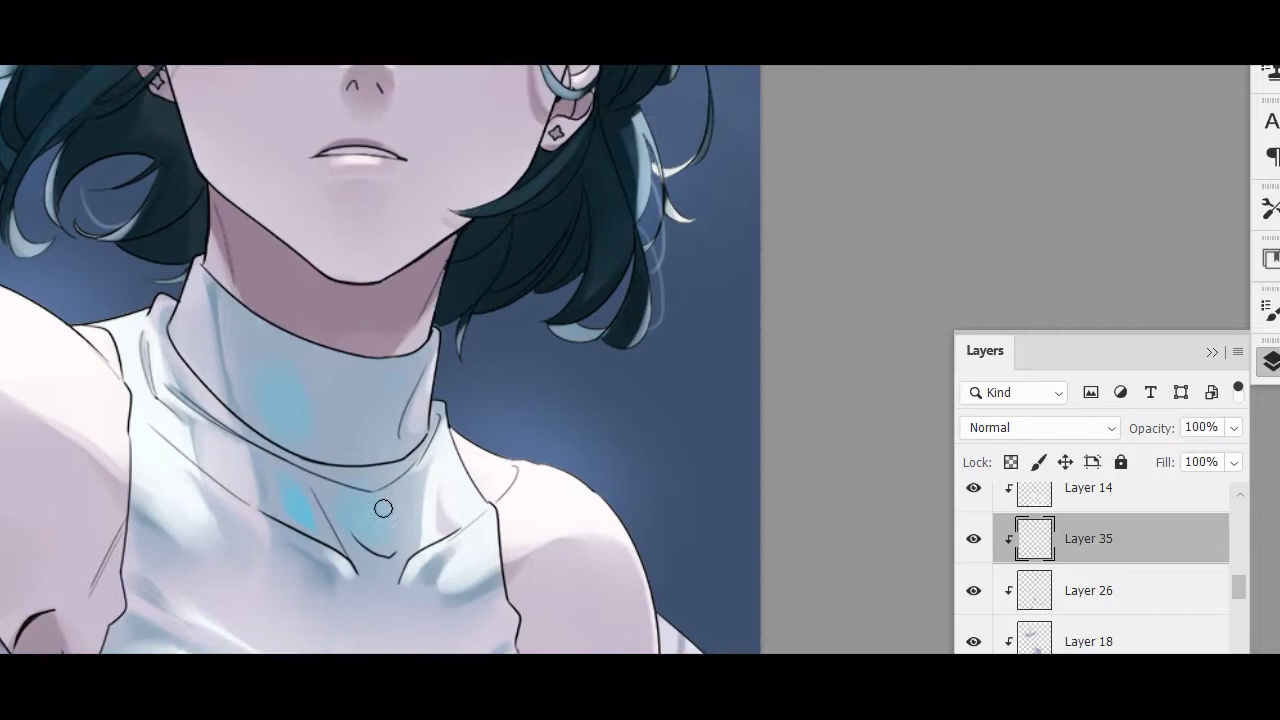 A
Layers
Kind
Normal
Opacity: 100%
Lock:
Fill: 100%
Layer 14
Layer 35
Layer 26
Layer 18